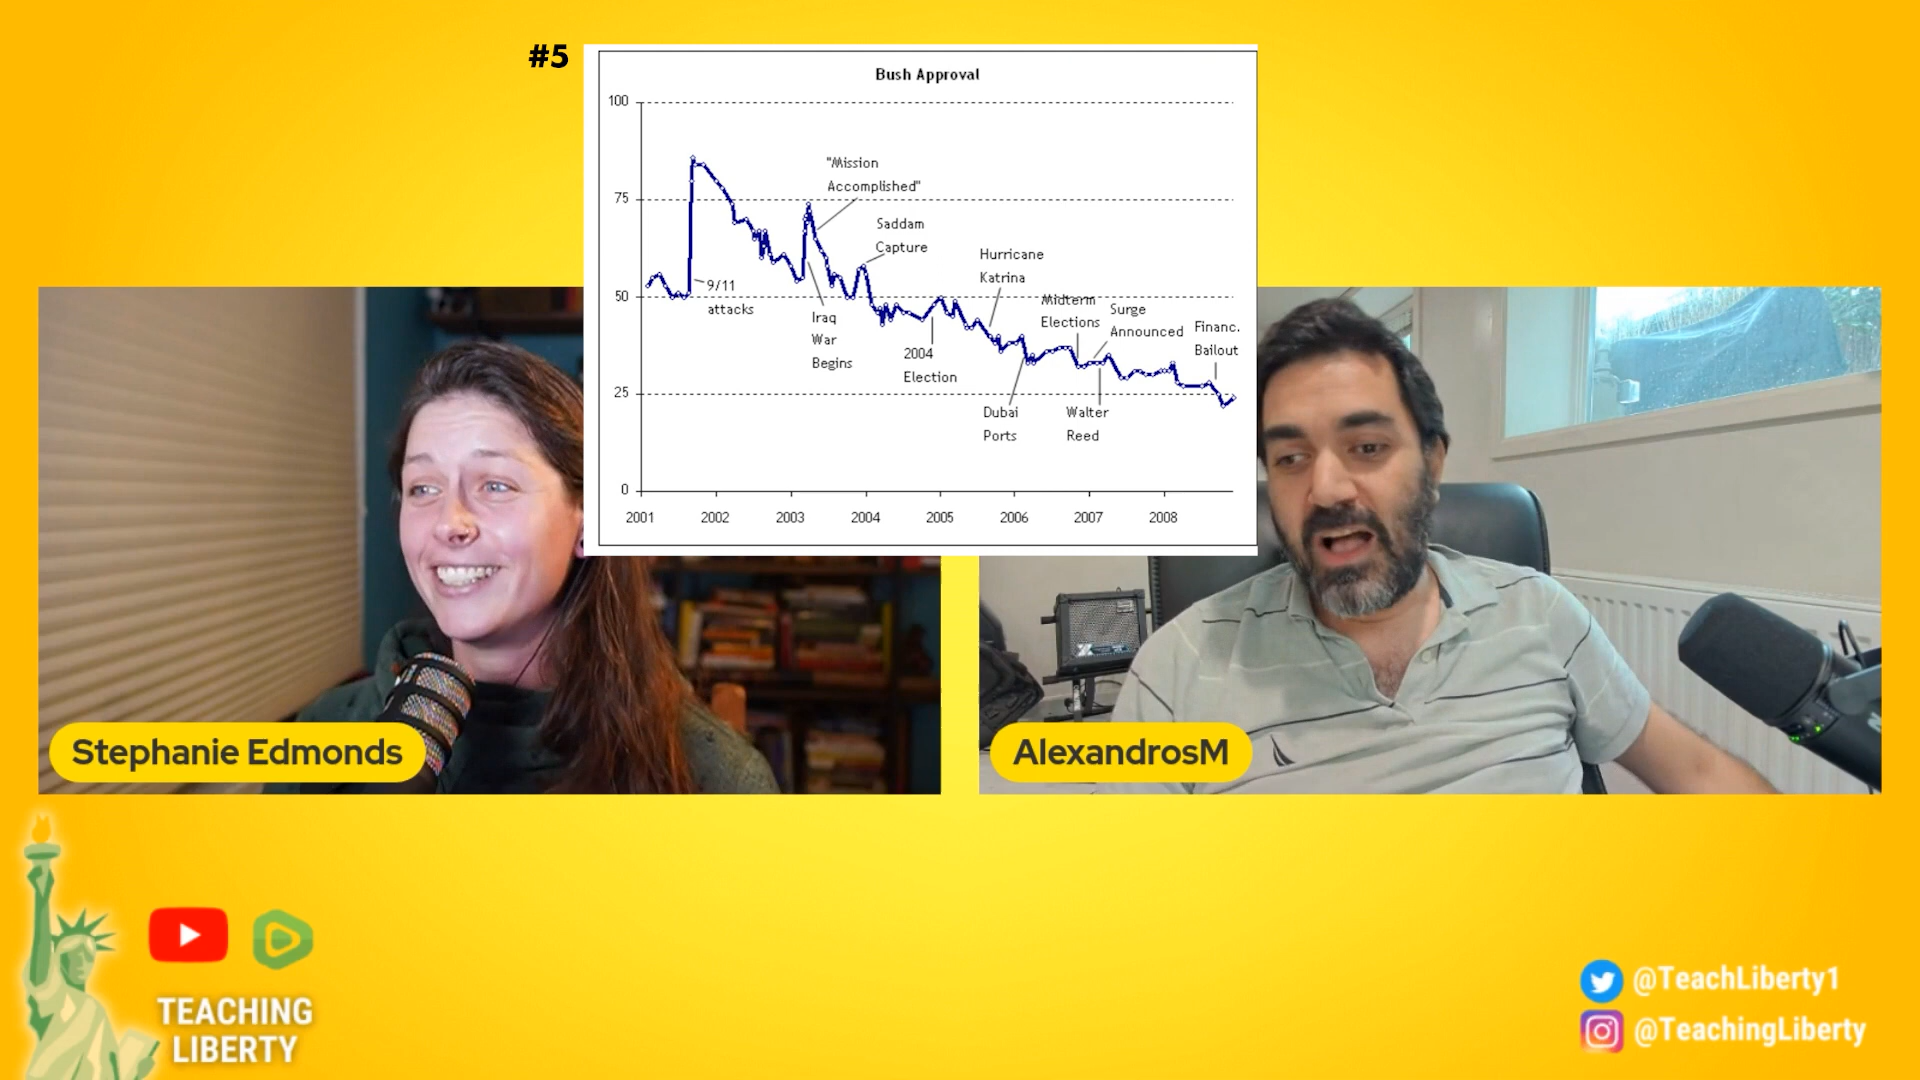 #5
Bush Approval
100
75
50
25
0
"Mission
Accomplished"
Saddam
Capture
9/11
attacks
Iraq
War
Begins
2004
Election
Hurricane
Katrina
Midterm
Elections
Surge
Announced
Financ.
Bailout
Dubai
Ports
Walter
Reed
2001 2002 2003 2004 2005 2006 2007 2008
Stephanie Edmonds
AlexandrosM
TEACHING
LIBERTY
@TeachLiberty1
@TeachingLiberty